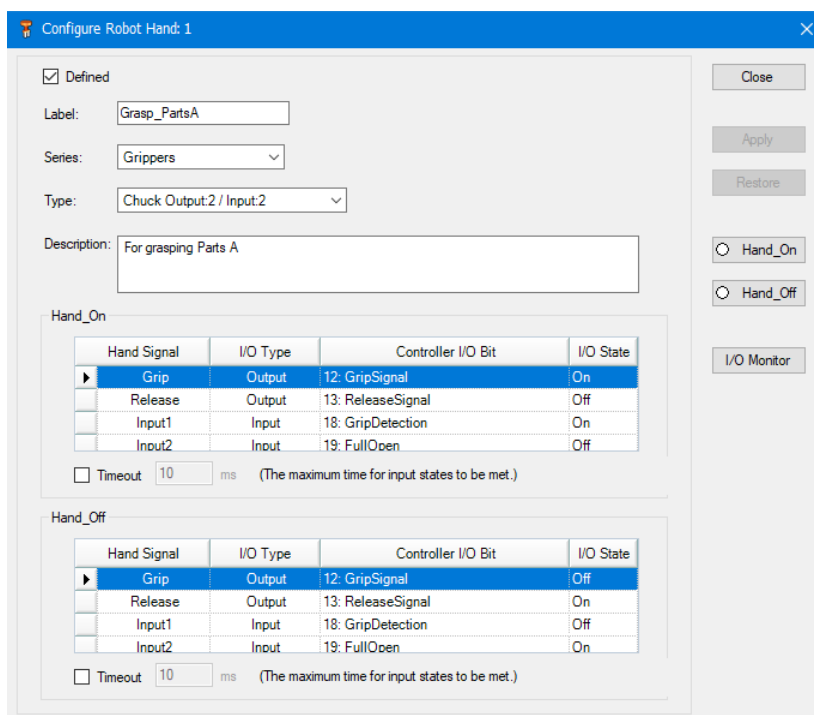 Configure Robot Hand: 1
Defined
Close
Label: Grasp_PartsA
Apply
Series: Grippers
Restore
Type: Chuck Output:2 / Input:2
Description: For grasping Parts A
Hand_On
Hand_Off
Hand_On
I/O Monitor
Hand Signal I/O Type Controller I/O Bit I/O State
Grip Output 12: GripSignal On
Release Output 13: ReleaseSignal Off
Input1 Input 18: GripDetection On
Input2 Input 19: FullOpen Off
Timeout 10 ms (The maximum time for input states to be met.)
Hand_Off
Hand Signal I/O Type Controller I/O Bit I/O State
Grip Output 12: GripSignal Off
Release Output 13: ReleaseSignal On
Input1 Input 18: GripDetection Off
Input2 Input 19: FullOpen On
Timeout 10 ms (The maximum time for input states to be met.)